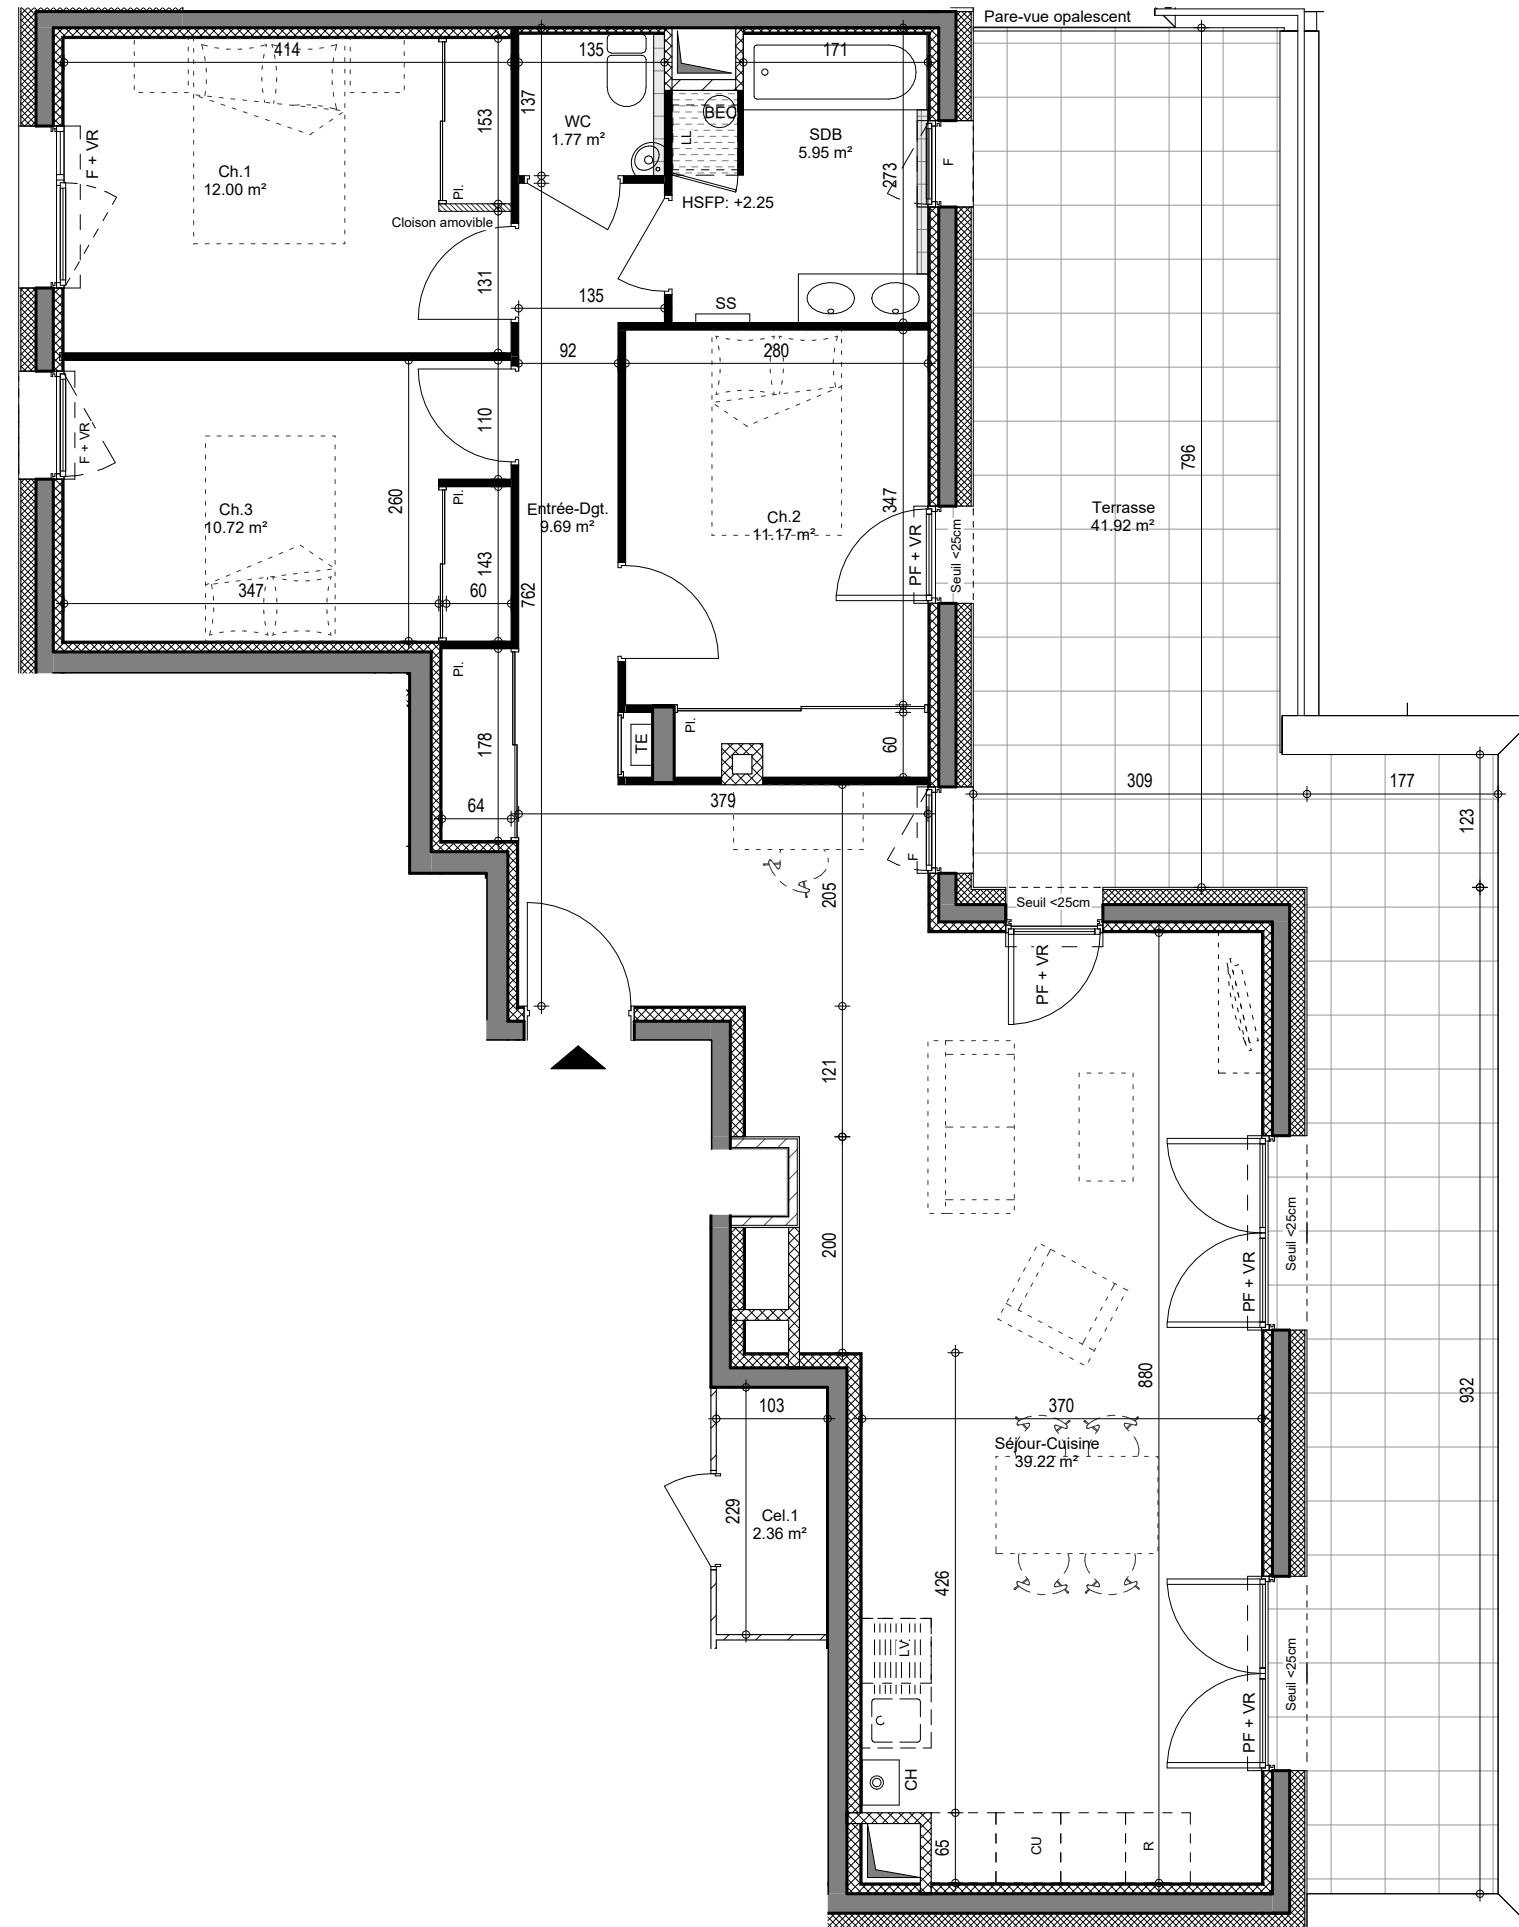 Pare-vue opalescent
414
135
171
137
153
F + VR
WC
1.77 m²
BEC
LL
SDB
5.95 m²
F
273
Ch.1
12.00 m²
Pl.
HSFP: +2.25
Cloison amovible
131
135
SS
92
280
110
F + VR
796
Ch.3
10.72 m²
260
Pl.
Entrée-Dgt.
9.69 m²
347
Ch.2
11.17 m²
PF + VR
Seuil <25cm
Terrasse
41.92 m²
143
347
60
762
Pl.
178
TE
Pl.
60
64
379
309
177
123
F
205
Seuil <25cm
PF + VR
121
200
Seuil <25cm
PF + VR
880
932
103
370
Séjour-Cuisine
39.22 m²
229
Cel.1
2.36 m²
426
LV
Seuil <25cm
PF + VR
CH
65
CU
R